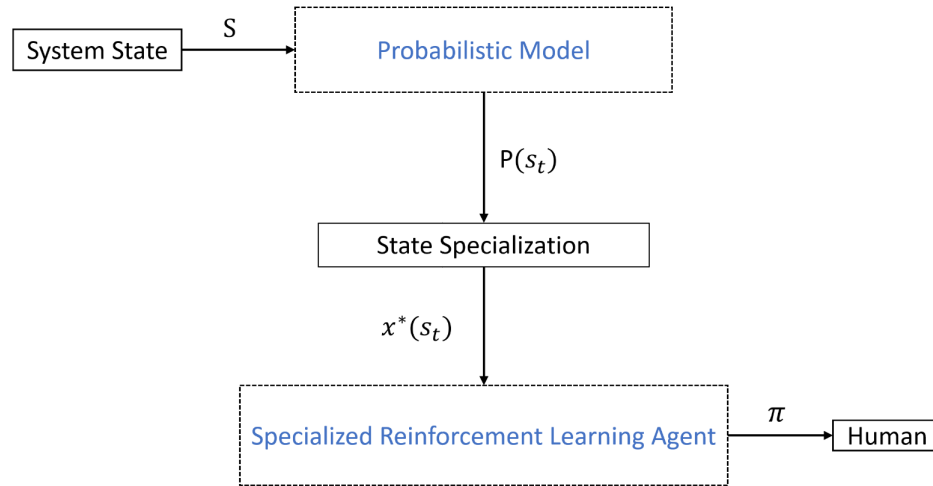 S
System State
Probabilistic Model
P(s_t)
State Specialization
x*(s_t)
Specialized Reinforcement Learning Agent
π
Human